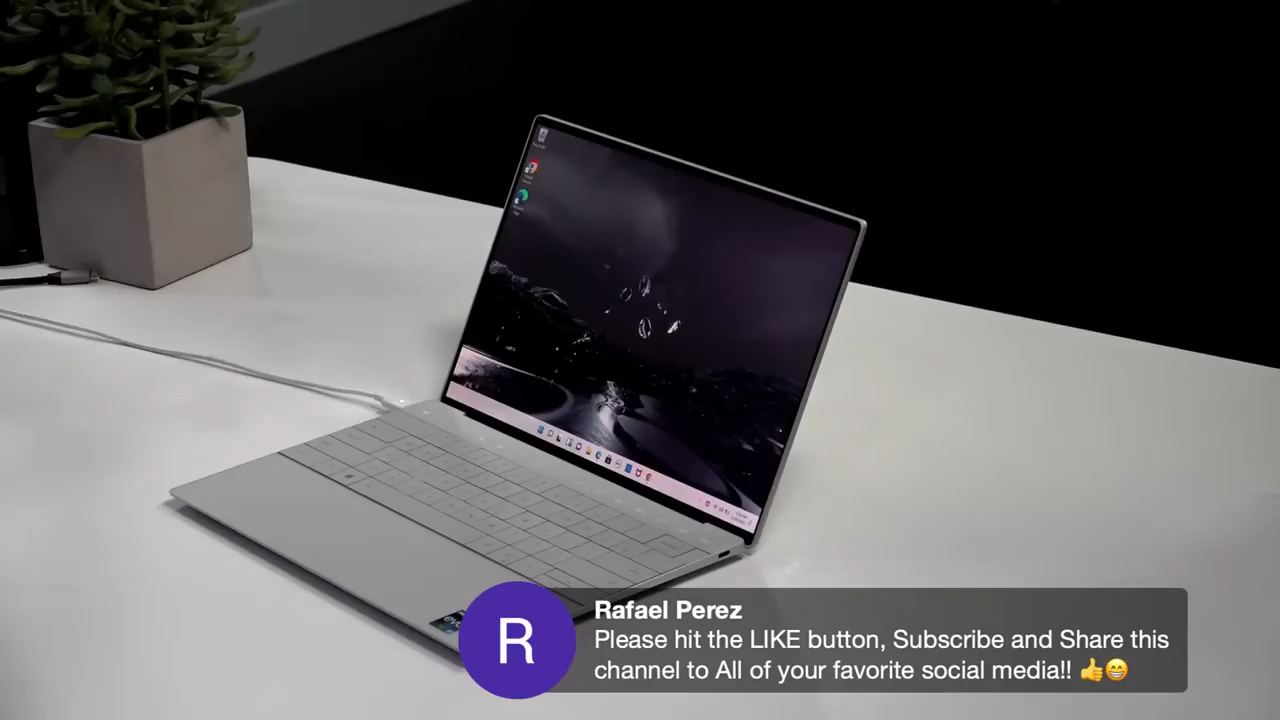 Rafael Perez
Please hit the LIKE button, Subscribe and Share this
channel to All of your favorite social media!! 👍😁